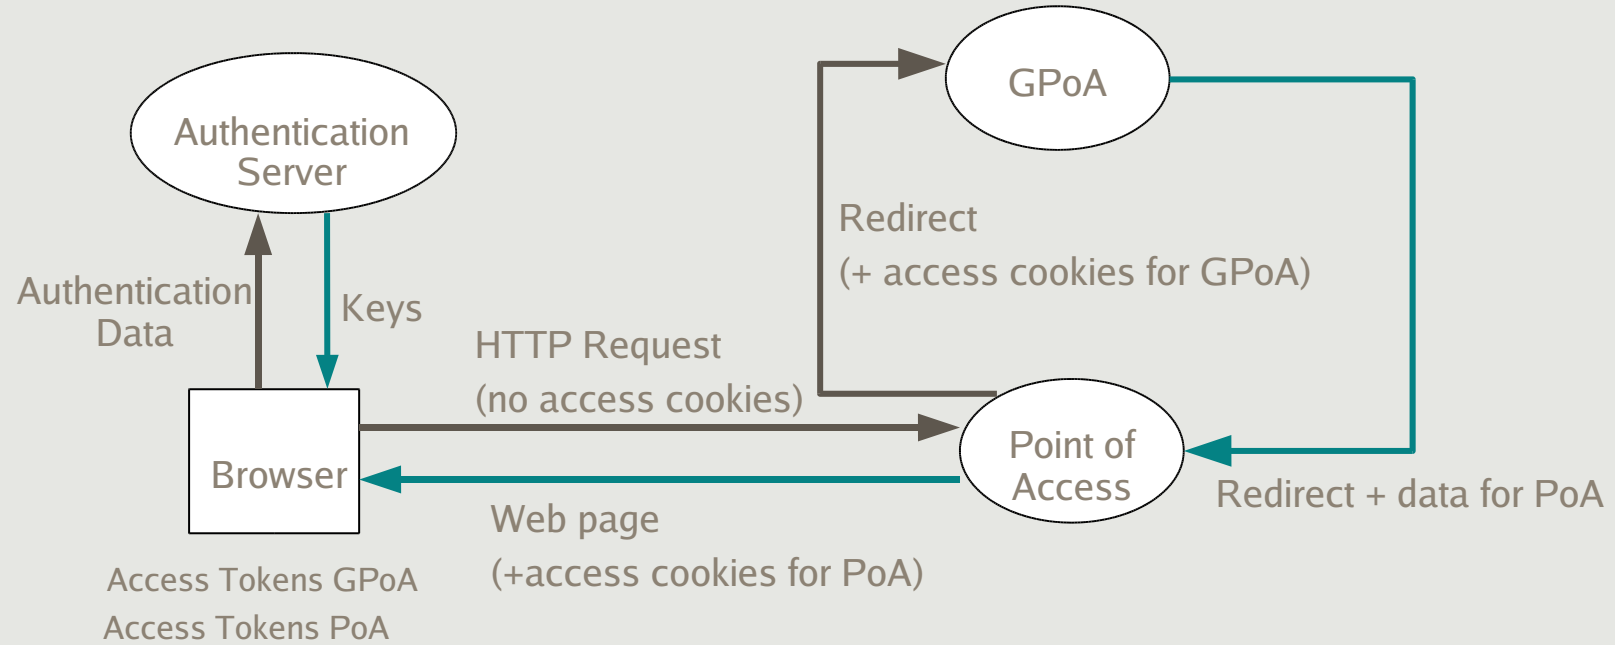 GPoA
Authentication
Server
Redirect
(+ access cookies for GPoA)
Authentication
Data
Keys
HTTP Request
(no access cookies)
Browser
Point of
Access
Redirect + data for PoA
Web page
(+access cookies for PoA)
Access Tokens GPoA
Access Tokens PoA